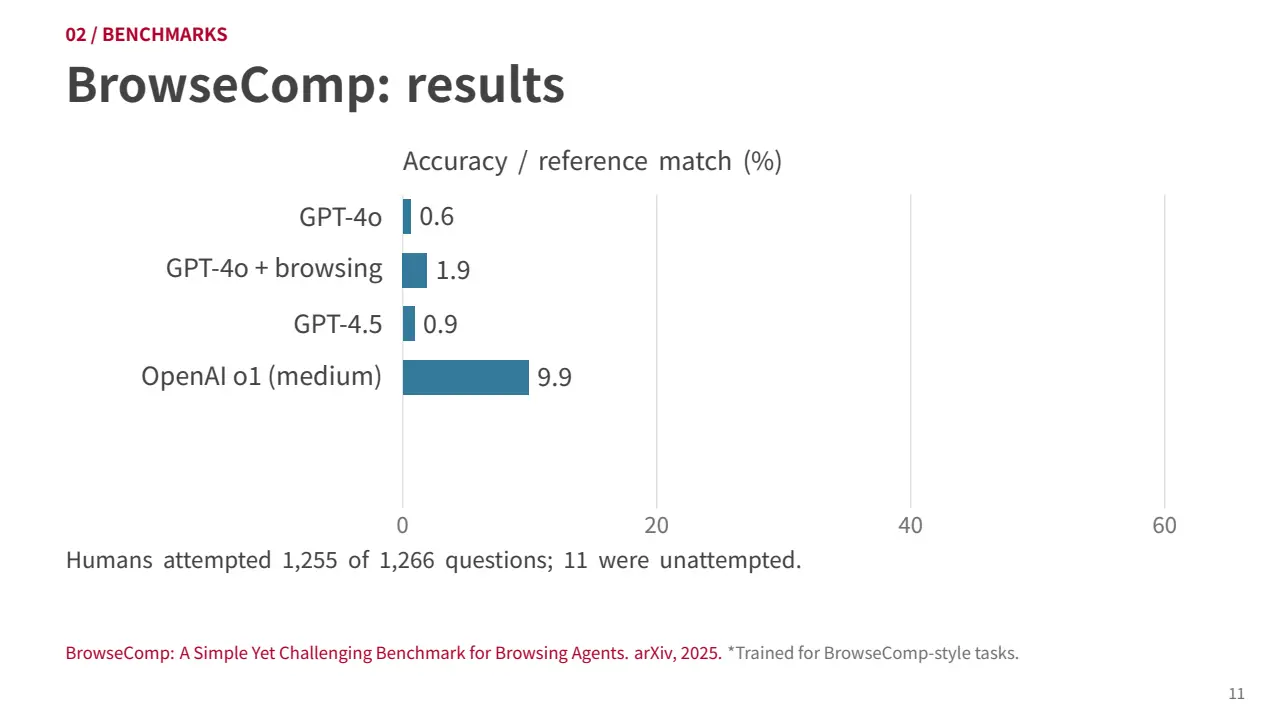 02 / BENCHMARKS
BrowseComp: results
Accuracy / reference match (%)
GPT-4o 0.6
GPT-4o + browsing 1.9
GPT-4.5 0.9
OpenAI o1 (medium) 9.9
0 20 40 60
Humans attempted 1,255 of 1,266 questions; 11 were unattempted.
BrowseComp: A Simple Yet Challenging Benchmark for Browsing Agents. arXiv, 2025. *Trained for BrowseComp-style tasks.
11